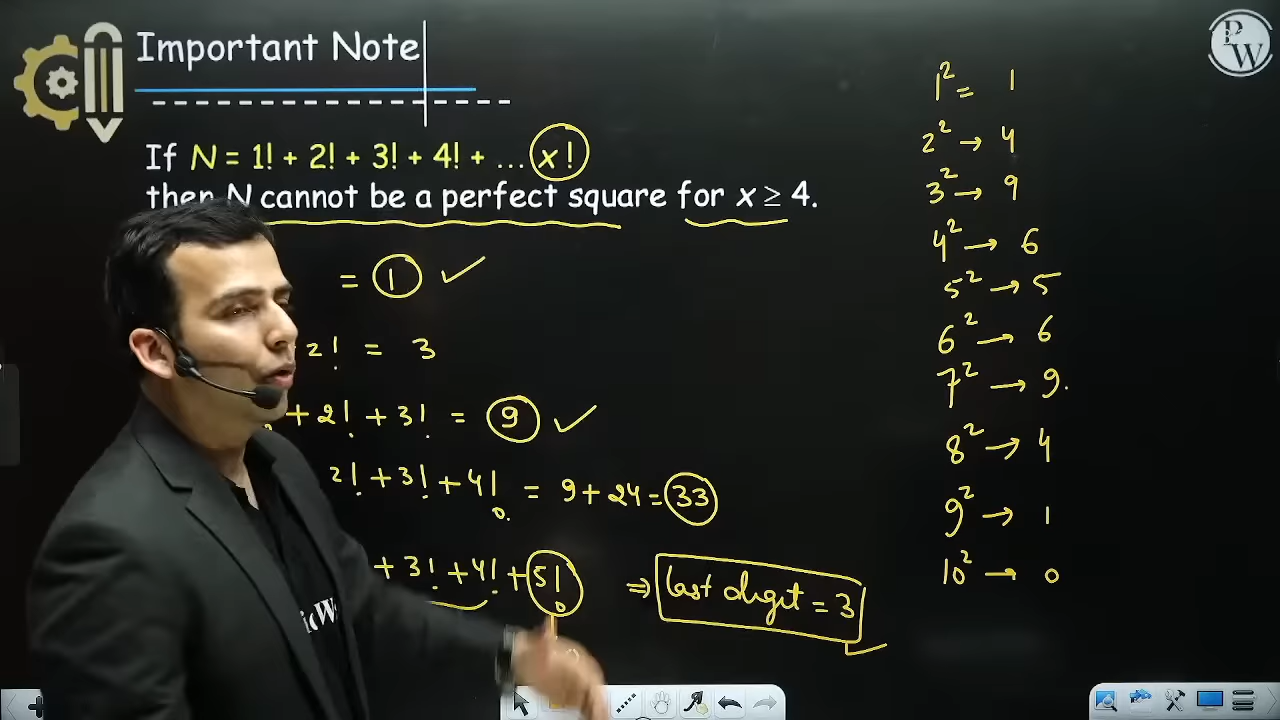 Important Note
PW
If N = 1! + 2! + 3! + 4! + ... x!
then N cannot be a perfect square for x ≥ 4.
= 1 ✓
2! = 3
+ 2! + 3! = 9 ✓
2! + 3! + 4! = 9 + 24 = 33
+ 3! + 4! + 5! ⇒ last digit = 3
1² = 1
2² → 4
3² → 9
4² → 6
5² → 5
6² → 6
7² → 9
8² → 4
9² → 1
10² → 0